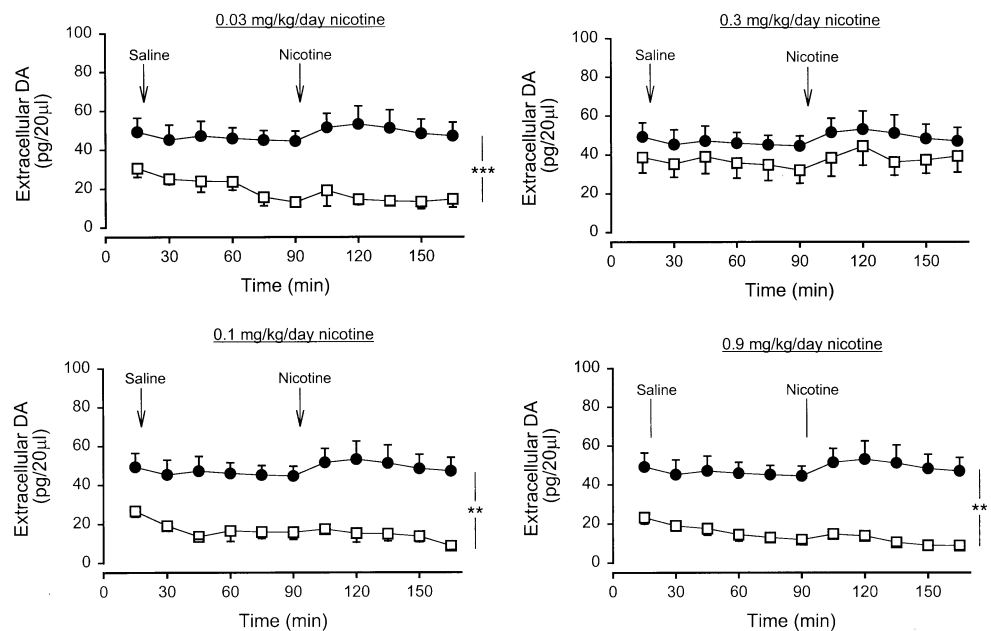 0.03 mg/kg/day nicotine
Saline
Nicotine
Extracellular DA
(pg/20µl)
100
80
60
40
20
0
***
0
30
60
90
120
150
Time (min)
0.3 mg/kg/day nicotine
Saline
Nicotine
Extracellular DA
(pg/20µl)
100
80
60
40
20
0
0
30
60
90
120
150
Time (min)
0.1 mg/kg/day nicotine
Saline
Nicotine
Extracellular DA
(pg/20µl)
100
80
60
40
20
0
**
0
30
60
90
120
150
Time (min)
0.9 mg/kg/day nicotine
Saline
Nicotine
Extracellular DA
(pg/20µl)
100
80
60
40
20
0
**
0
30
60
90
120
150
Time (min)